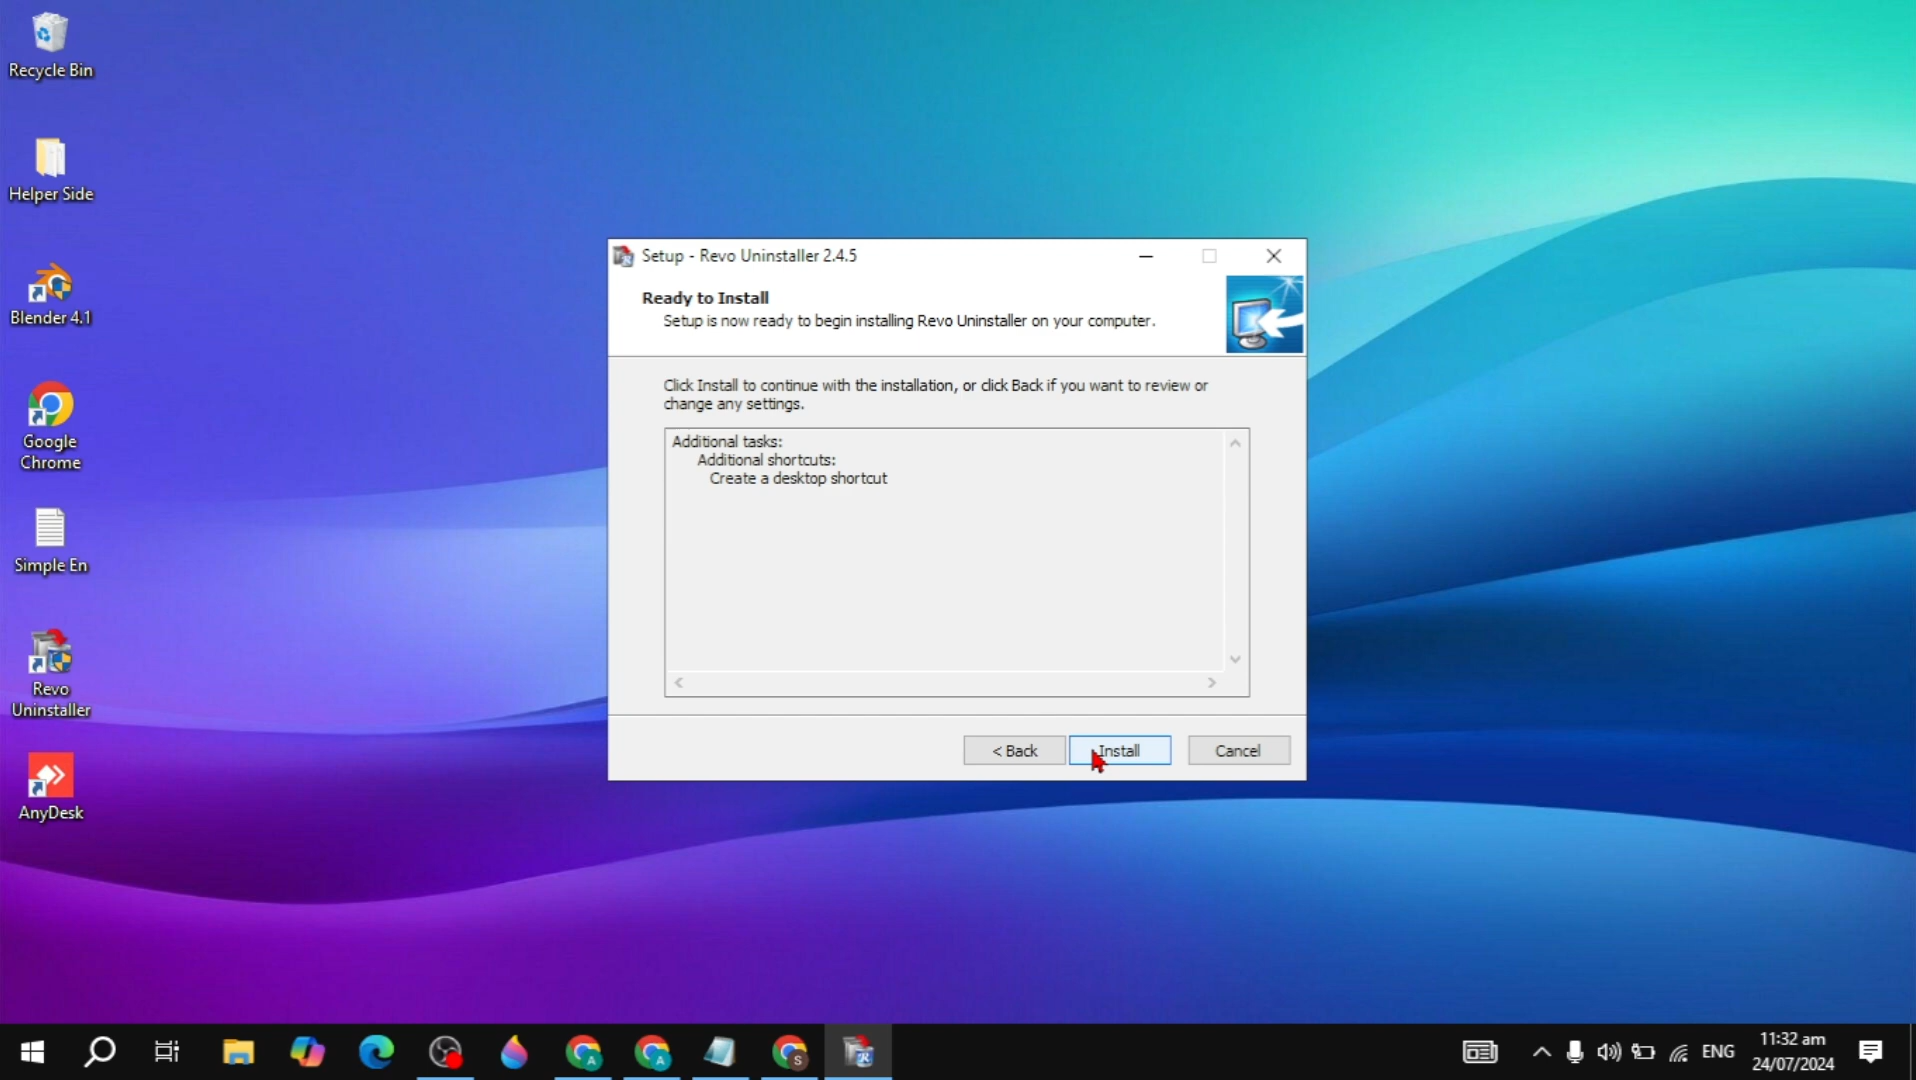 Recycle Bin
Helper Side
Blender 4.1
Google
Chrome
Simple En
Revo
Uninstaller
AnyDesk
Setup - Revo Uninstaller 2.4.5
Ready to Install
Setup is now ready to begin installing Revo Uninstaller on your computer.
Click Install to continue with the installation, or click Back if you want to review or
change any settings.
Additional tasks:
Additional shortcuts:
Create a desktop shortcut
< Back
Install
Cancel
A
A
S
R
ENG
11:32 am
24/07/2024